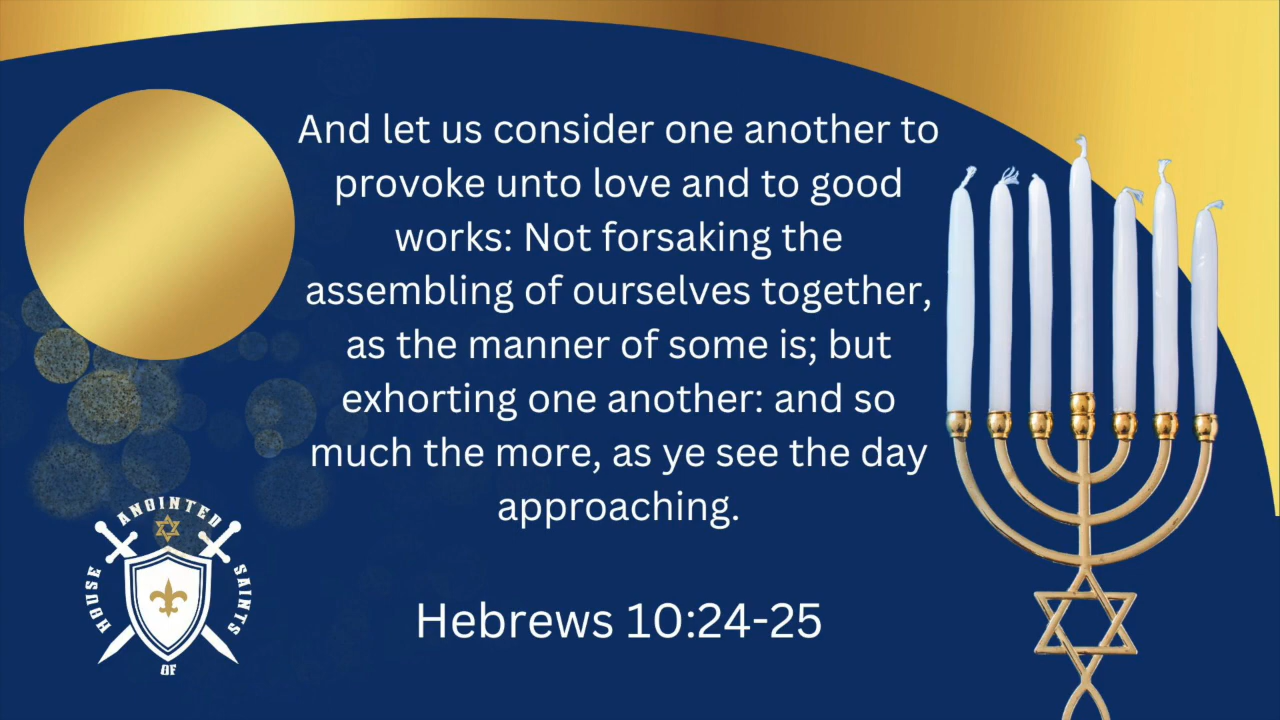 And let us consider one another to
provoke unto love and to good
works: Not forsaking the
assembling of ourselves together,
as the manner of some is; but
exhorting one another: and so
much the more, as ye see the day
approaching.
Hebrews 10:24-25
ANOINTED
HOUSE
SAINTS
OF